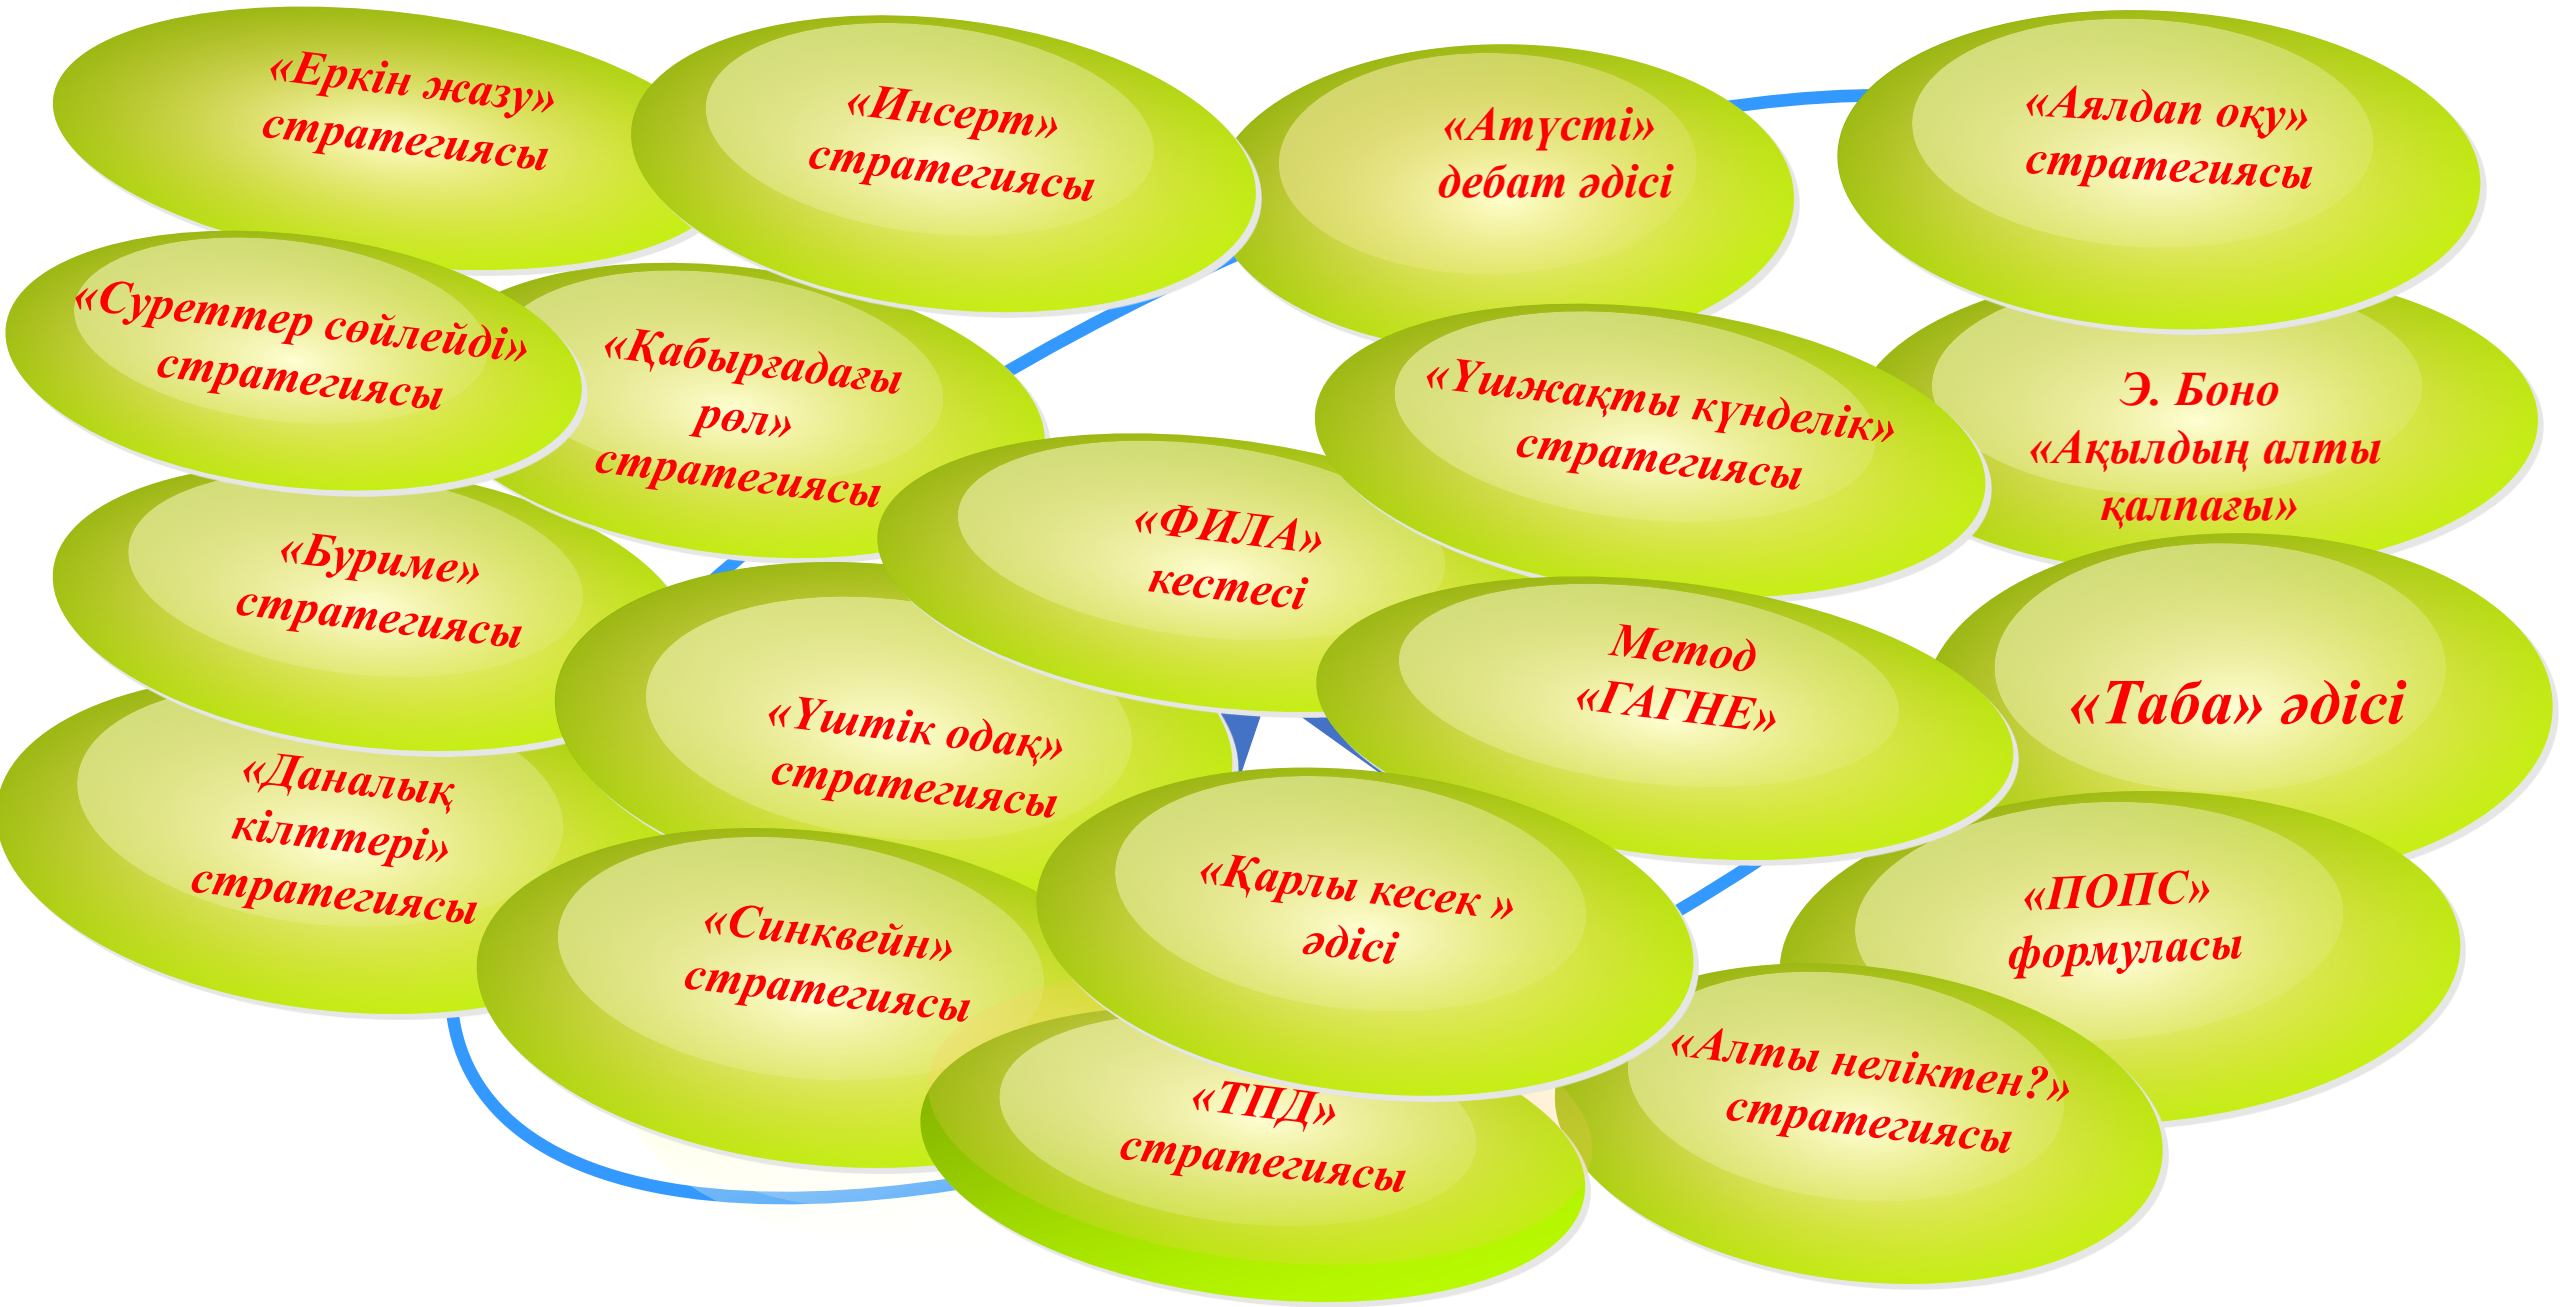 «Еркін жазу»
стратегиясы
«Инсерт»
стратегиясы
«Атүсті»
дебат әдісі
«Аялдап оқу»
стратегиясы
«Суреттер сөйлейді»
стратегиясы
«Қабырғадағы
рөл»
стратегиясы
«Үшжақты күнделік»
стратегиясы
Э. Боно
«Ақылдың алты
қалпағы»
«Буриме»
стратегиясы
«ФИЛА»
кестесі
Метод
«ГАГНЕ»
«Таба» әдісі
«Даналық
кілттері»
стратегиясы
«Үштік одақ»
стратегиясы
«Қарлы кесек »
әдісі
«ПОПС»
формуласы
«Синквейн»
стратегиясы
«ТПД»
стратегиясы
«Алты неліктен?»
стратегиясы